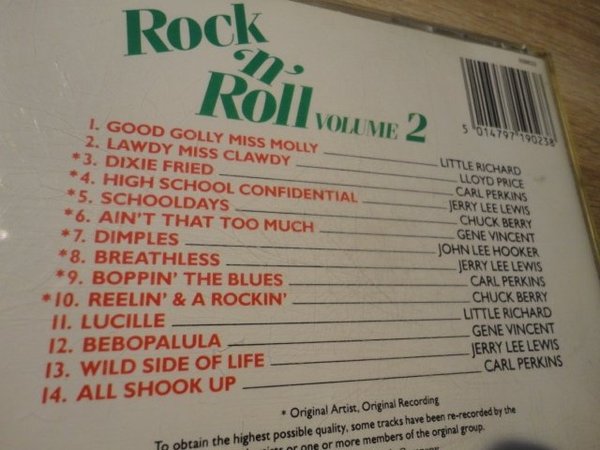 Rock
'n'
Roll VOLUME 2
5 014797 190238
1. GOOD GOLLY MISS MOLLY LITTLE RICHARD
2. LAWDY MISS CLAWDY LLOYD PRICE
*3. DIXIE FRIED CARL PERKINS
*4. HIGH SCHOOL CONFIDENTIAL JERRY LEE LEWIS
*5. SCHOOLDAYS CHUCK BERRY
*6. AIN'T THAT TOO MUCH GENE VINCENT
*7. DIMPLES JOHN LEE HOOKER
*8. BREATHLESS JERRY LEE LEWIS
*9. BOPPIN' THE BLUES CARL PERKINS
*10. REELIN' & A ROCKIN' CHUCK BERRY
11. LUCILLE LITTLE RICHARD
12. BEBOPALULA GENE VINCENT
13. WILD SIDE OF LIFE JERRY LEE LEWIS
14. ALL SHOOK UP CARL PERKINS
* Original Artist, Original Recording
To obtain the highest possible quality, some tracks have been re-recorded by the
or one or more members of the orginal group.